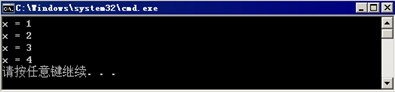 C:\Windows\system32\cmd.exe
x = 1
x = 2
x = 3
x = 4
请按任意键继续. . .